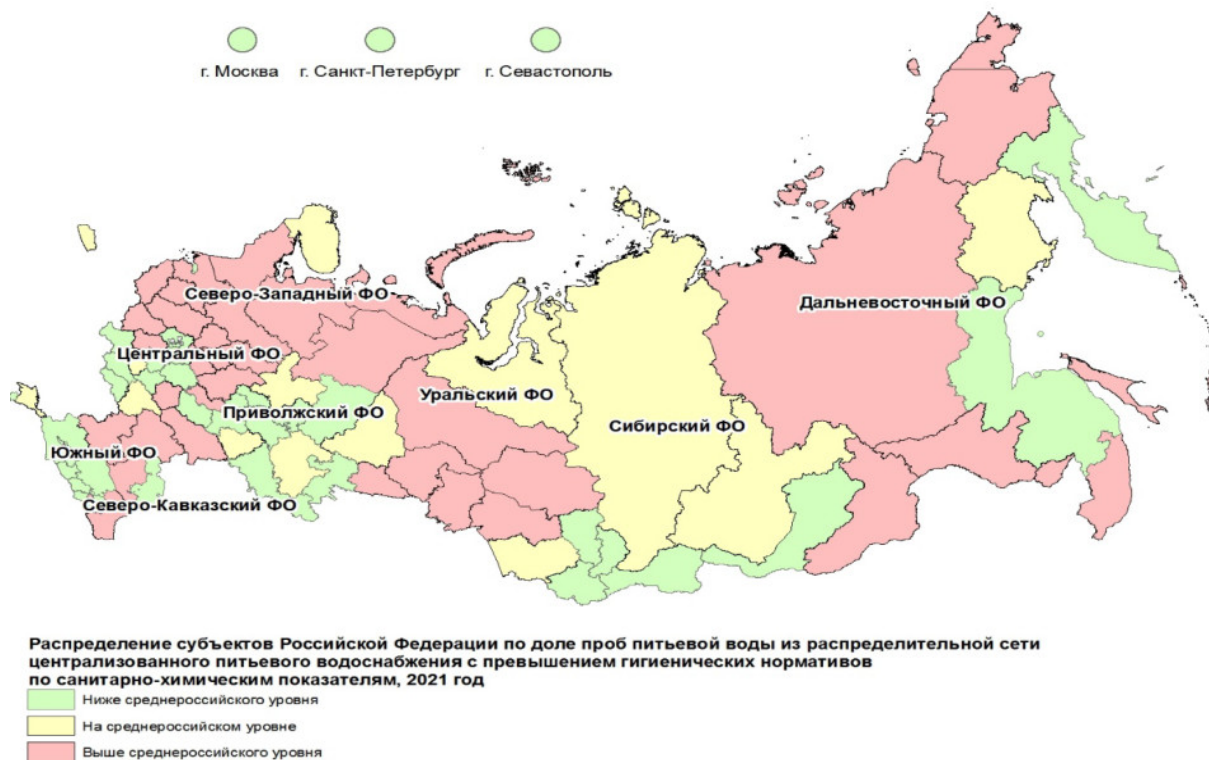 г. Москва г. Санкт-Петербург г. Севастополь
Северо-Западный ФО
Дальневосточный ФО
Центральный ФО
Уральский ФО
Приволжский ФО
Сибирский ФО
Южный ФО
Северо-Кавказский ФО
Распределение субъектов Российской Федерации по доле проб питьевой воды из распределительной сети
централизованного питьевого водоснабжения с превышением гигиенических нормативов
по санитарно-химическим показателям, 2021 год
Ниже среднероссийского уровня
На среднероссийском уровне
Выше среднероссийского уровня